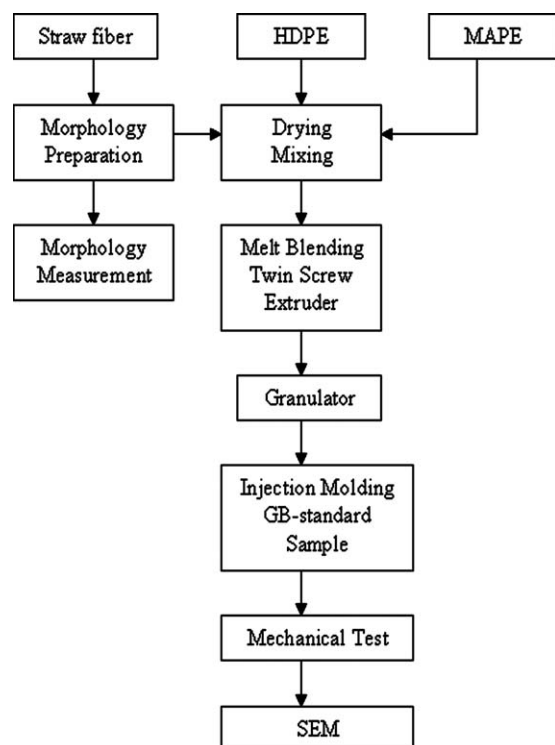 Straw fiber
HDPE
MAPE
Morphology
Preparation
Drying
Mixing
Morphology
Measurement
Melt Blending
Twin Screw
Extruder
Granulator
Injection Molding
GB-standard
Sample
Mechanical Test
SEM